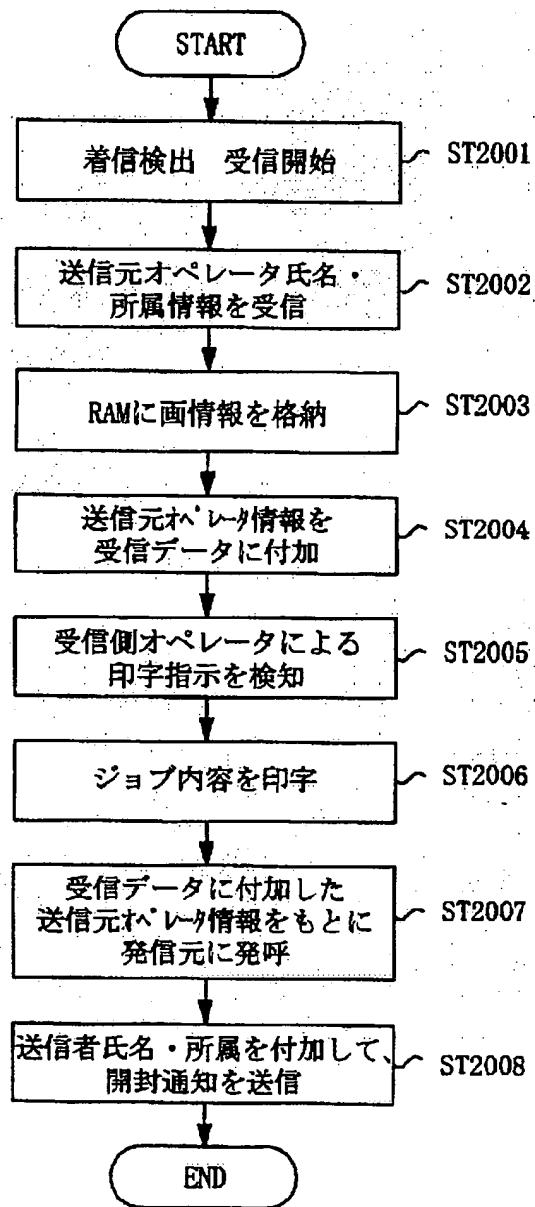 START
着信検出　受信開始
ST2001
送信元オペレータ氏名・
所属情報を受信
ST2002
RAMに画情報を格納
ST2003
送信元ｵﾍﾟﾚｰﾀ情報を
受信データに付加
ST2004
受信側オペレータによる
印字指示を検知
ST2005
ジョブ内容を印字
ST2006
受信データに付加した
送信元ｵﾍﾟﾚｰﾀ情報をもとに
発信元に発呼
ST2007
送信者氏名・所属を付加して、
開封通知を送信
ST2008
END